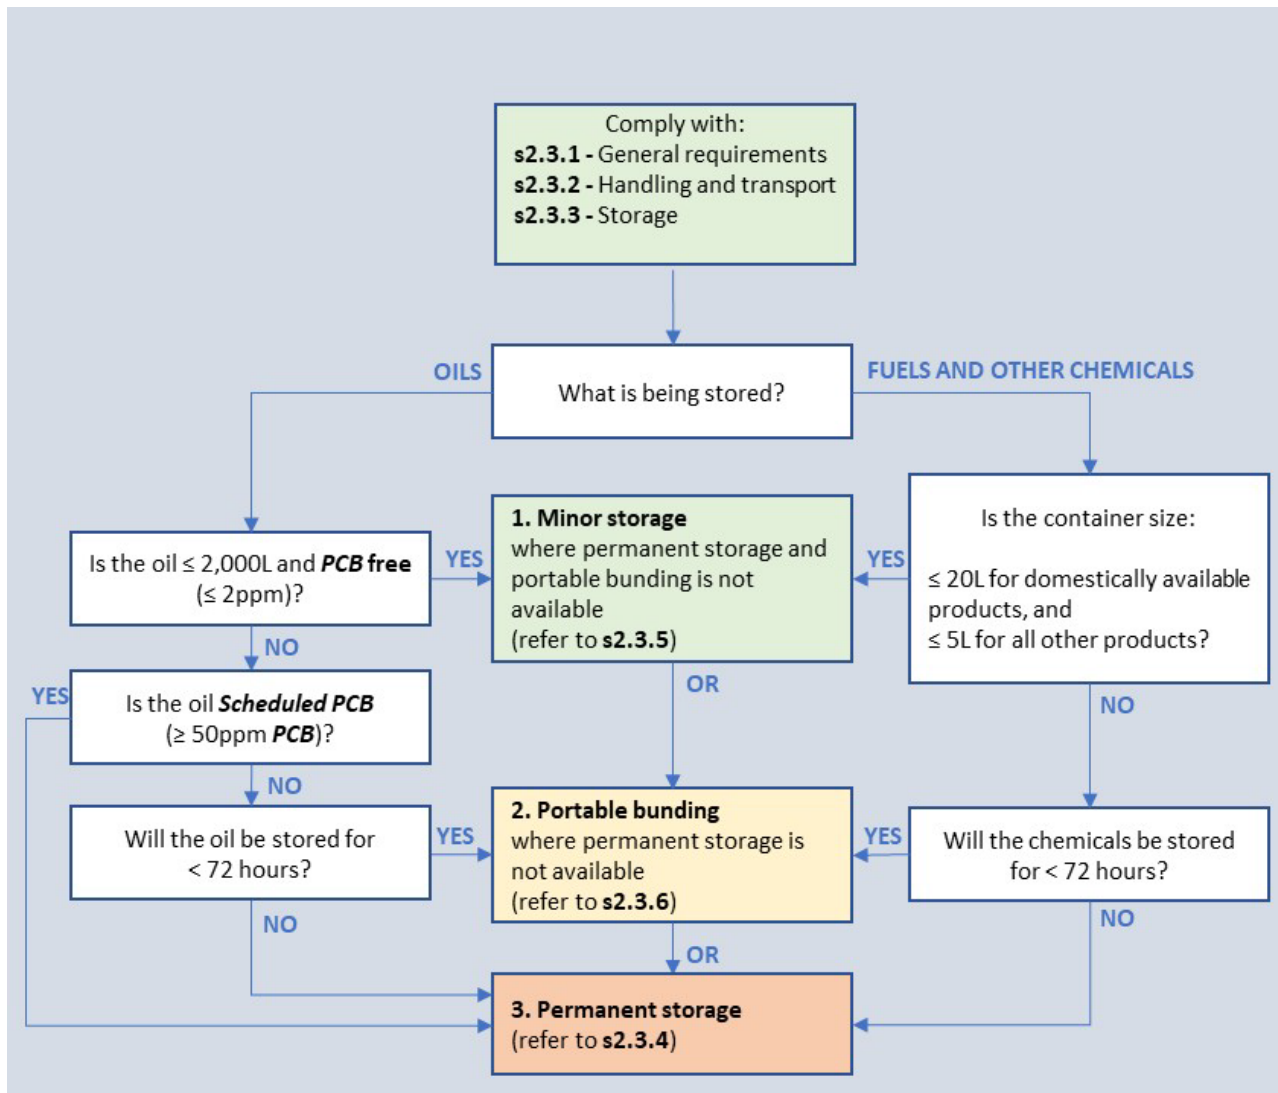 Comply with:
s2.3.1 - General requirements
s2.3.2 - Handling and transport
s2.3.3 - Storage
OILS
What is being stored?
FUELS AND OTHER CHEMICALS
Is the oil ≤ 2,000L and PCB free
(≤ 2ppm)?
YES
1. Minor storage
where permanent storage and
portable bunding is not
available
(refer to s2.3.5)
YES
Is the container size:
≤ 20L for domestically available
products, and
≤ 5L for all other products?
NO
OR
NO
YES
Is the oil Scheduled PCB
(≥ 50ppm PCB)?
NO
Will the oil be stored for
< 72 hours?
YES
2. Portable bunding
where permanent storage is
not available
(refer to s2.3.6)
YES
Will the chemicals be stored
for < 72 hours?
NO
OR
NO
3. Permanent storage
(refer to s2.3.4)